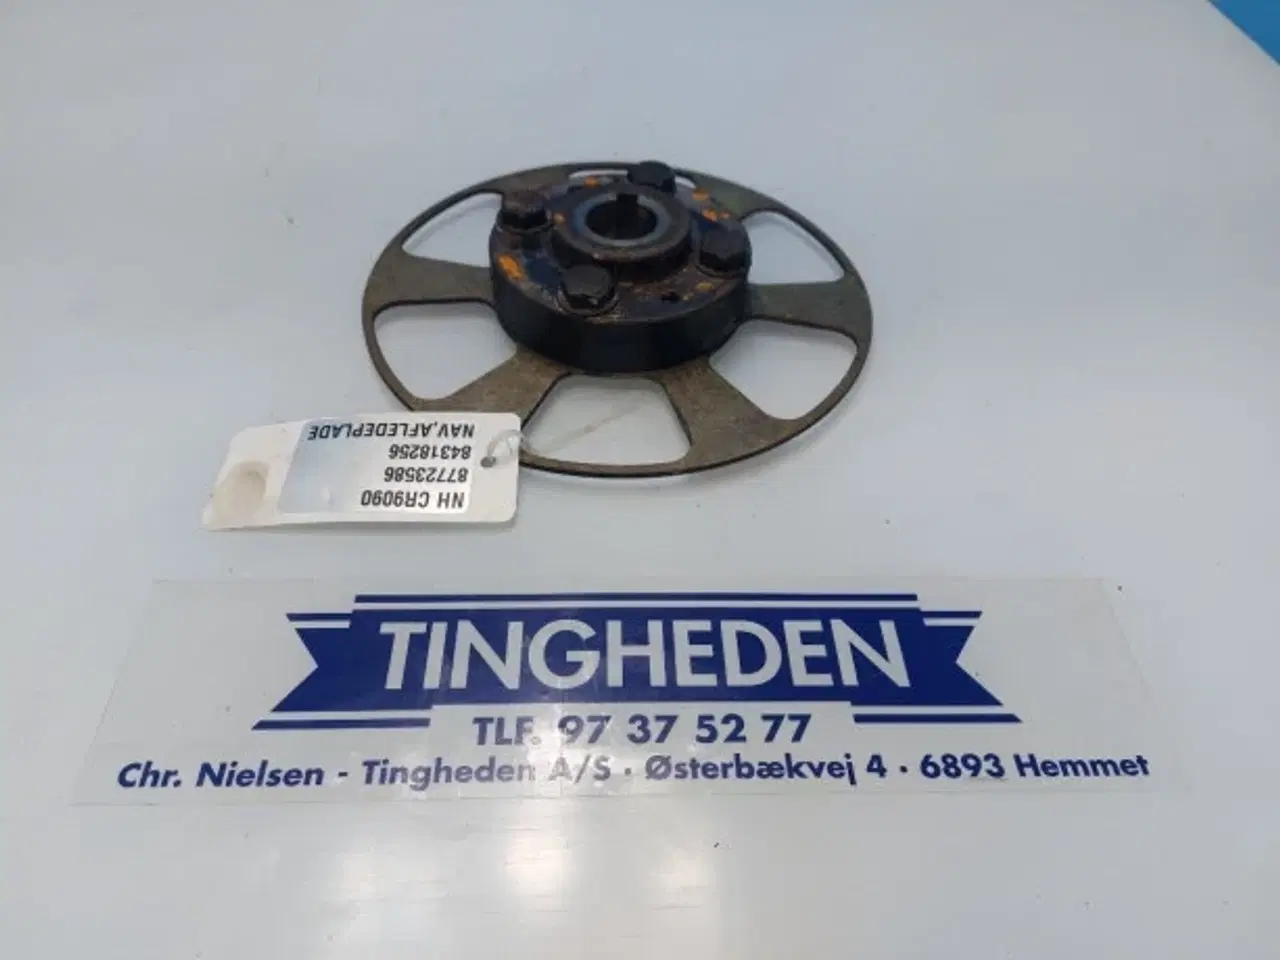 NH CR9090
87723586
84318256
NAV,AFLEDEPLADE
TINGHEDEN
TLF. 97 37 52 77
Chr. Nielsen - Tingheden A/S · Østerbækvej 4 · 6893 Hemmet